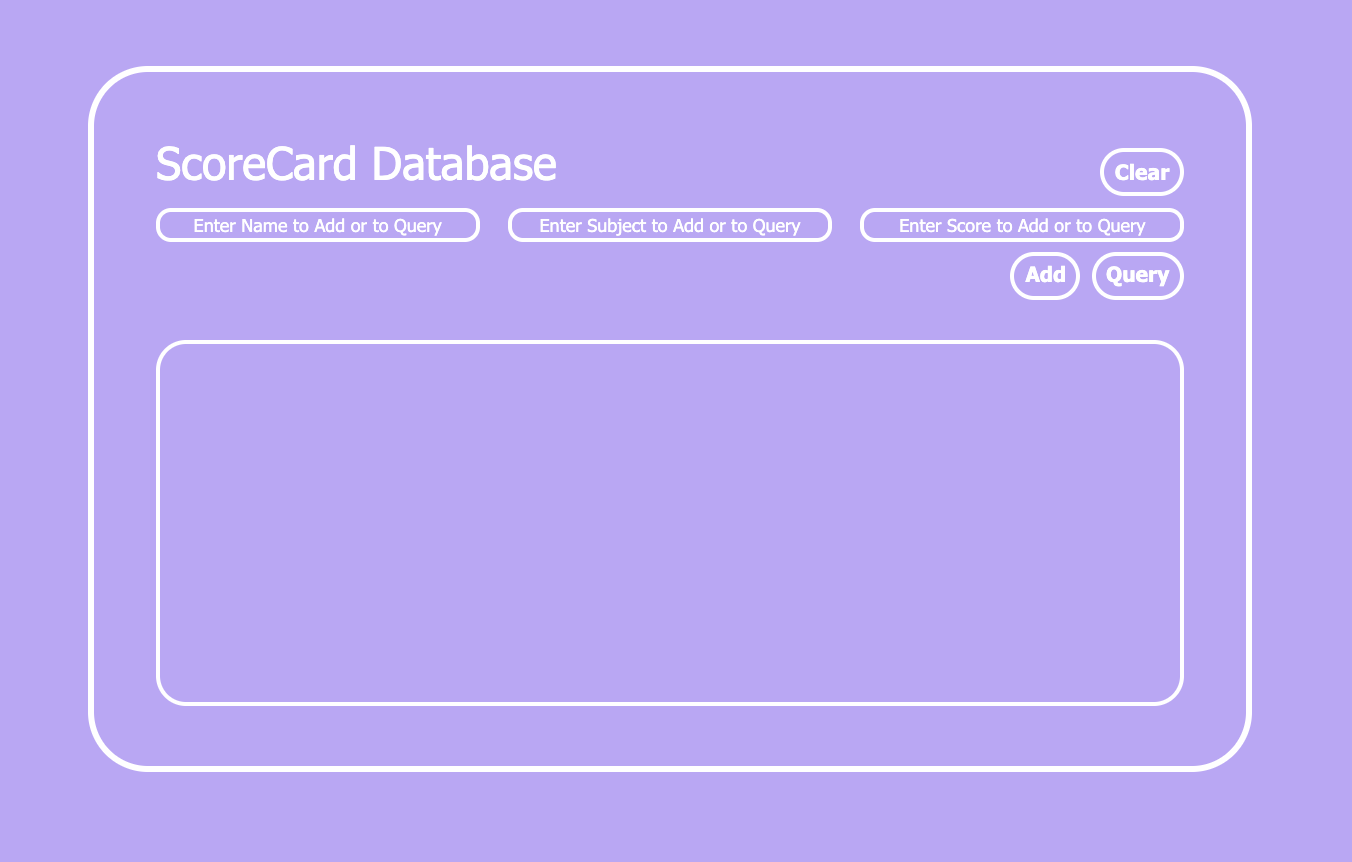 ScoreCard Database
Clear
Enter Name to Add or to Query
Enter Subject to Add or to Query
Enter Score to Add or to Query
Add
Query